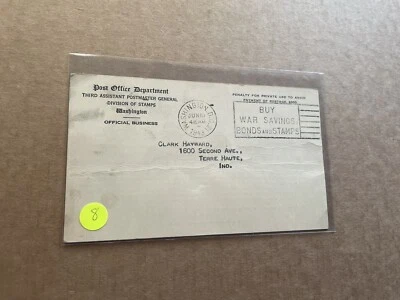 Post Office Department
THIRD ASSISTANT POSTMASTER GENERAL
DIVISION OF STAMPS
Washington
OFFICIAL BUSINESS
WASHINGTON, D.C.
PENALTY FOR PRIVATE USE TO AVOID
PAYMENT OF POSTAGE, $300
BUY
WAR SAVINGS
BONDS AND STAMPS
CLARK HAYWARD,
1600 SECOND AVE.,
TERRE HAUTE,
IND.
8